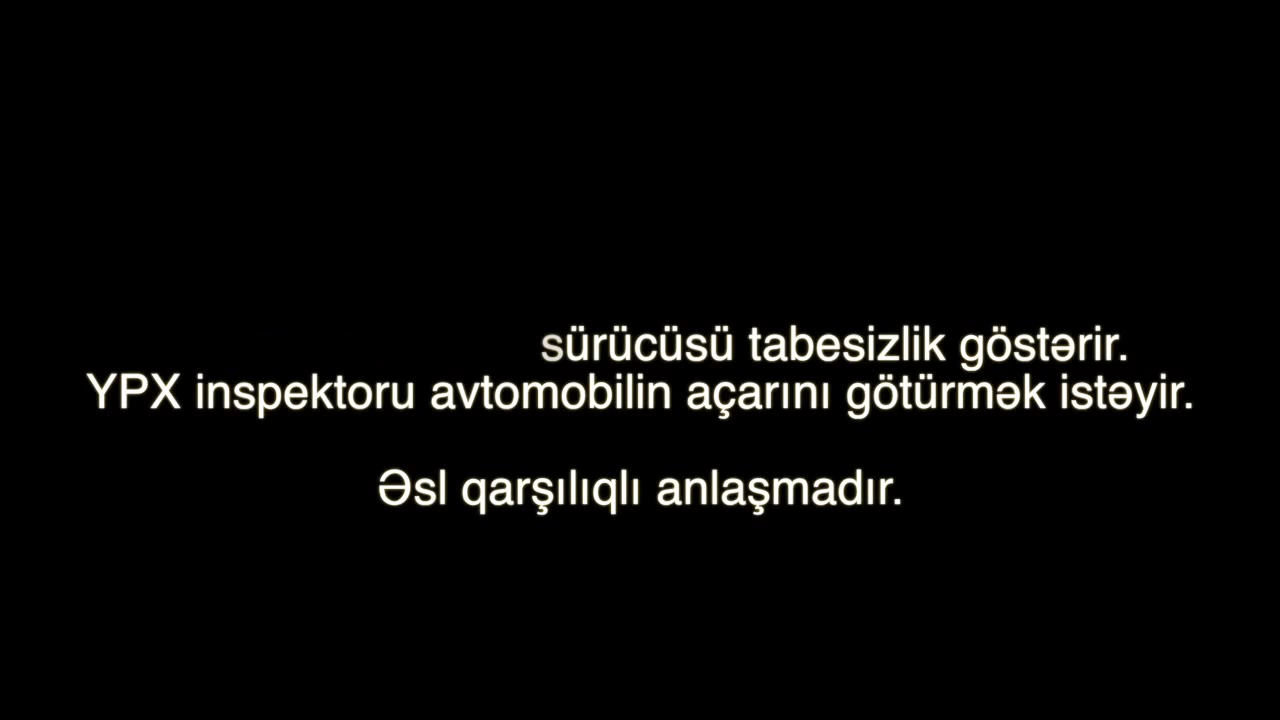 sürücüsü tabesizlik göstərir.
YPX inspektoru avtomobilin açarını götürmək istəyir.
Əsl qarşılıqlı anlaşmadır.